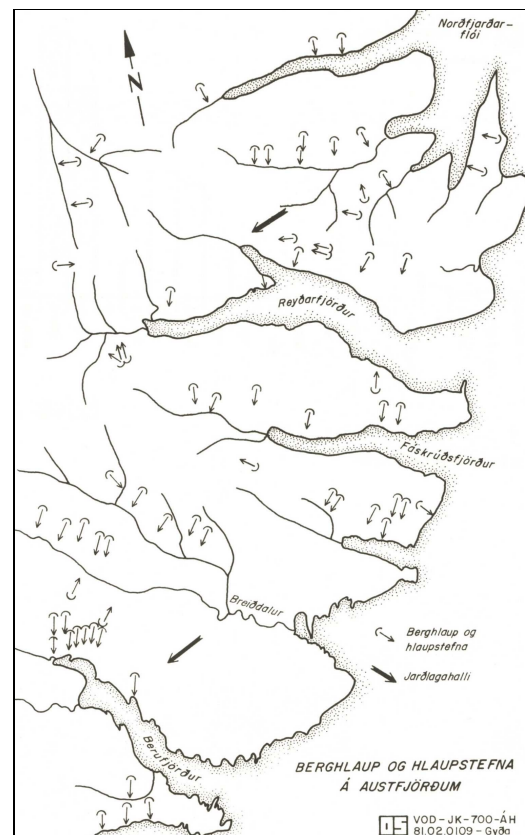 Norðfjarðar-
flói
N
Reyðarfjörður
Fáskrúðsfjörður
Breiðdalur
Berghlaup og
hlaupstefna
Jarðlagahalli
Berufjörður
BERGHLAUP OG HLAUPSTEFNA
Á AUSTFJÖRÐUM
VOD-JK-700-ÁH
81.02.0109-Gyða